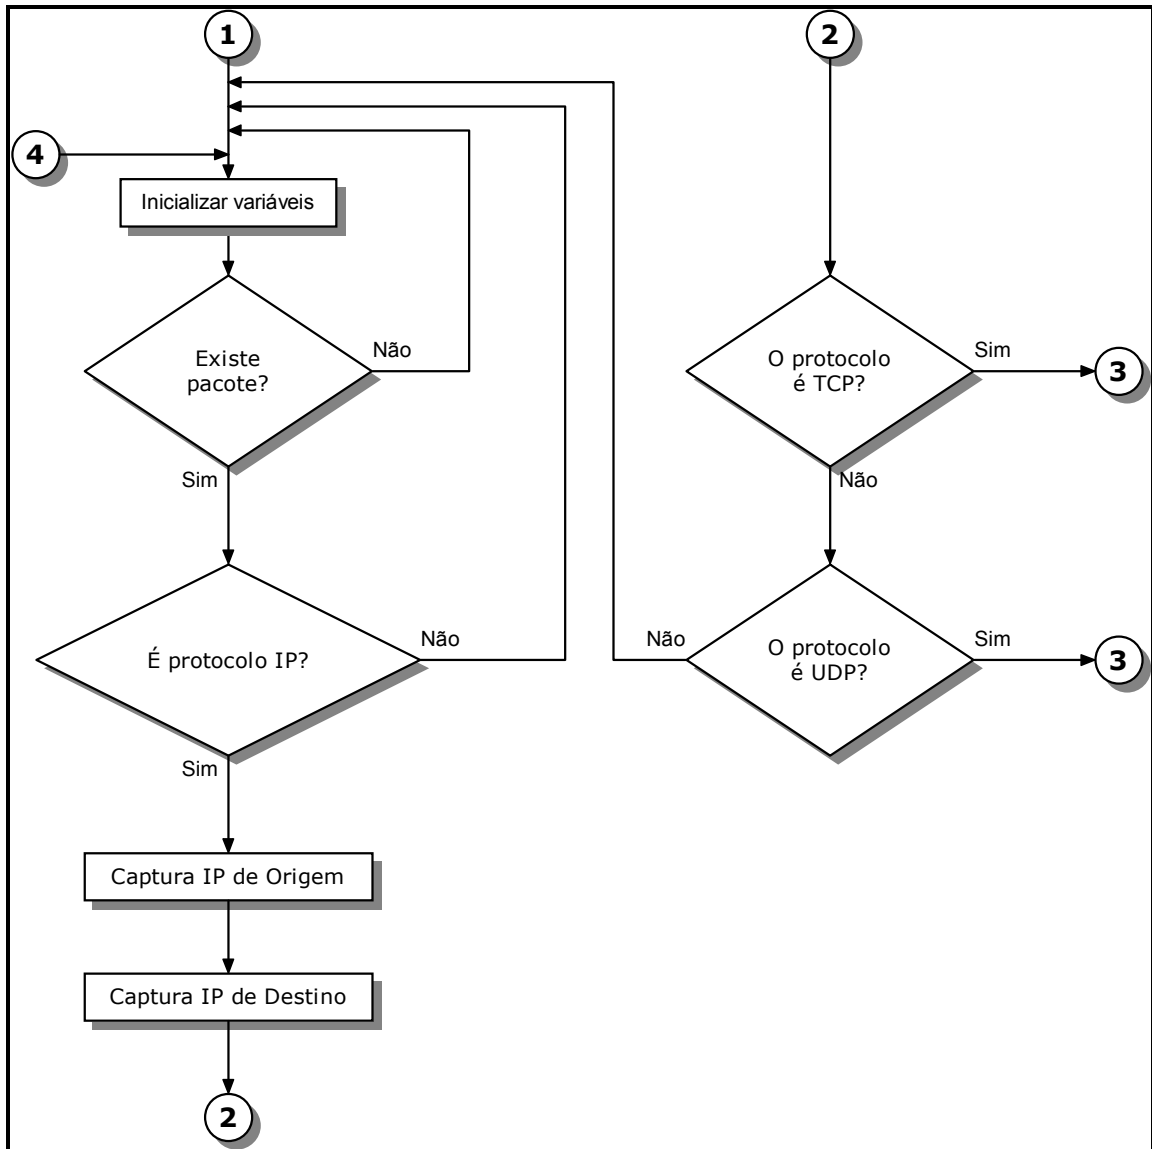 1
2
4
Inicializar variáveis
Existe
pacote?
Não
O protocolo
é TCP?
Sim
3
Sim
Não
É protocolo IP?
Não
Não
O protocolo
é UDP?
Sim
3
Sim
Captura IP de Origem
Captura IP de Destino
2